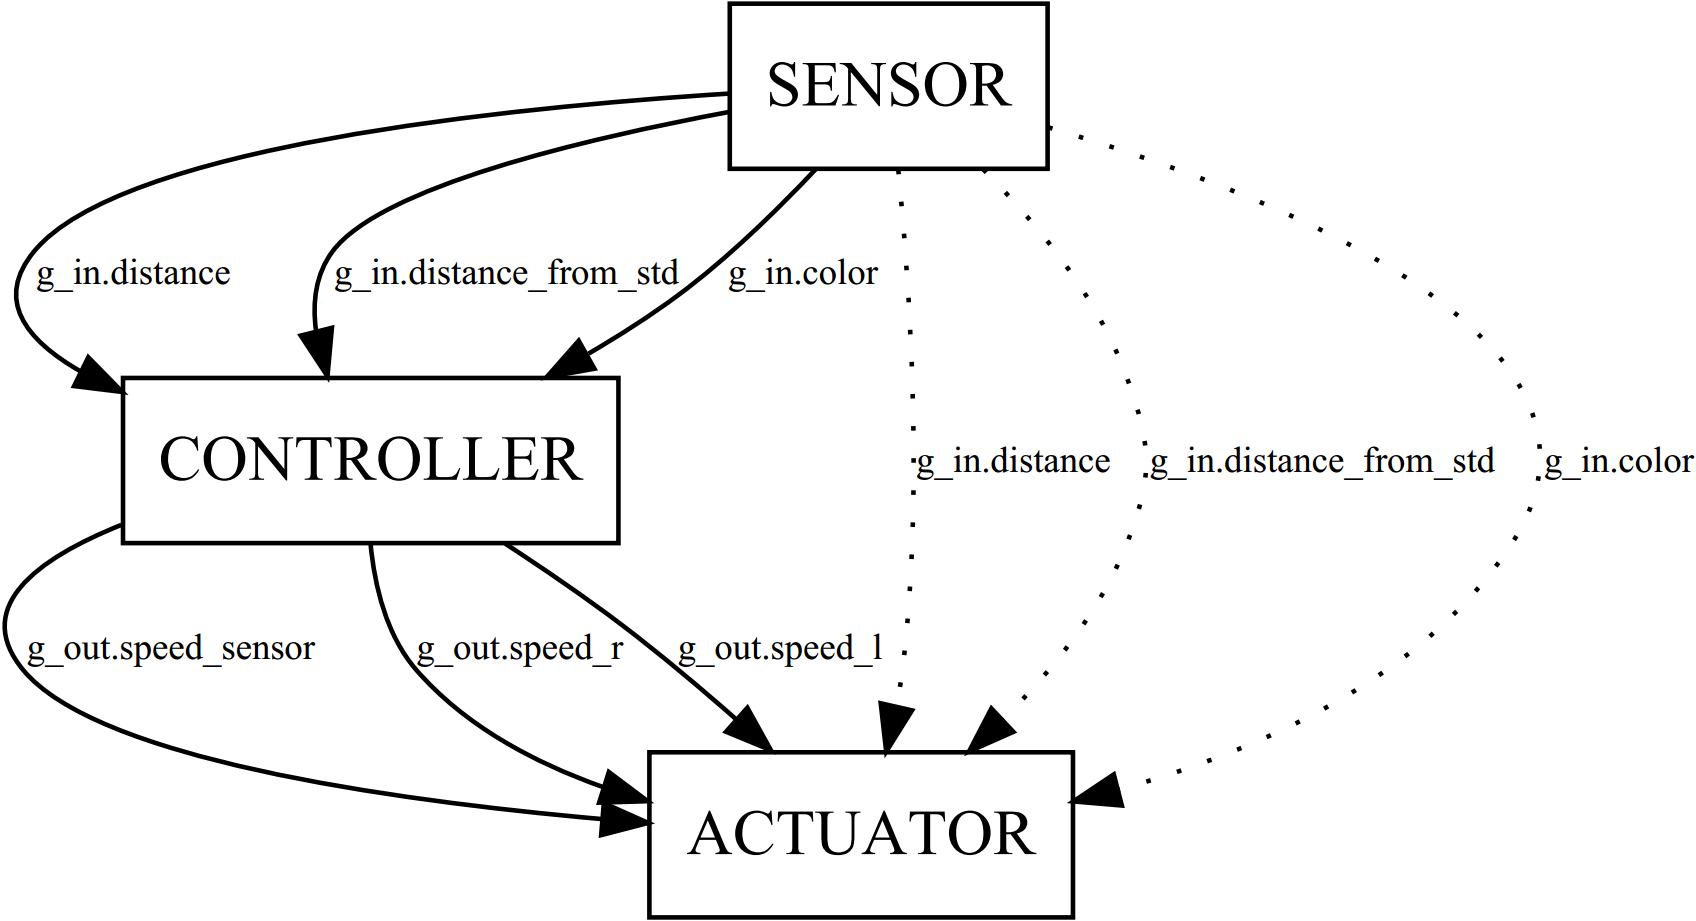 SENSOR
g_in.distance
g_in.distance_from_std
g_in.color
CONTROLLER
g_in.distance
g_in.distance_from_std
g_in.color
g_out.speed_sensor
g_out.speed_r
g_out.speed_l
ACTUATOR